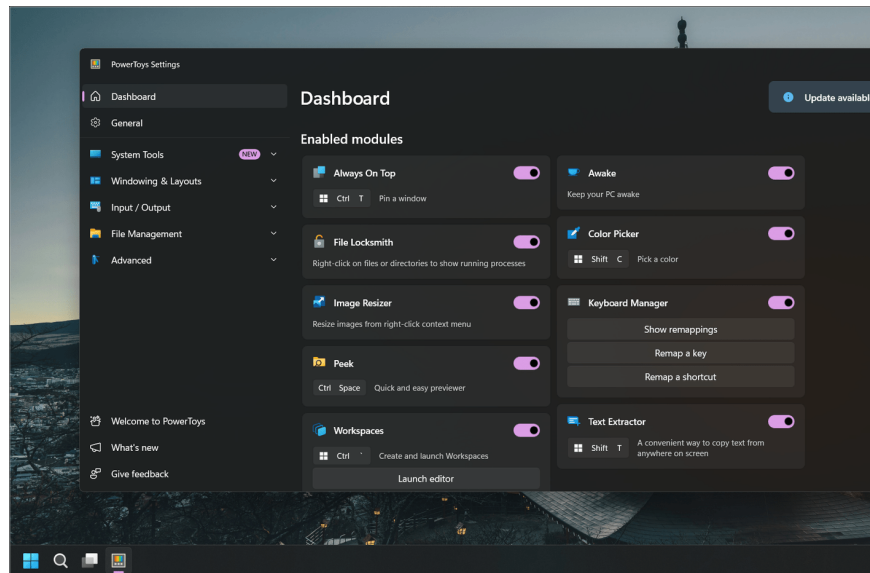 PowerToys Settings
Dashboard
General
System Tools NEW
Windowing & Layouts
Input / Output
File Management
Advanced
Welcome to PowerToys
What's new
Give feedback
Dashboard
Update availabl
Enabled modules
Always On Top
Ctrl T Pin a window
File Locksmith
Right-click on files or directories to show running processes
Image Resizer
Resize images from right-click context menu
Peek
Ctrl Space Quick and easy previewer
Workspaces
Ctrl ` Create and launch Workspaces
Launch editor
Awake
Keep your PC awake
Color Picker
Shift C Pick a color
Keyboard Manager
Show remappings
Remap a key
Remap a shortcut
Text Extractor
Shift T A convenient way to copy text from
anywhere on screen